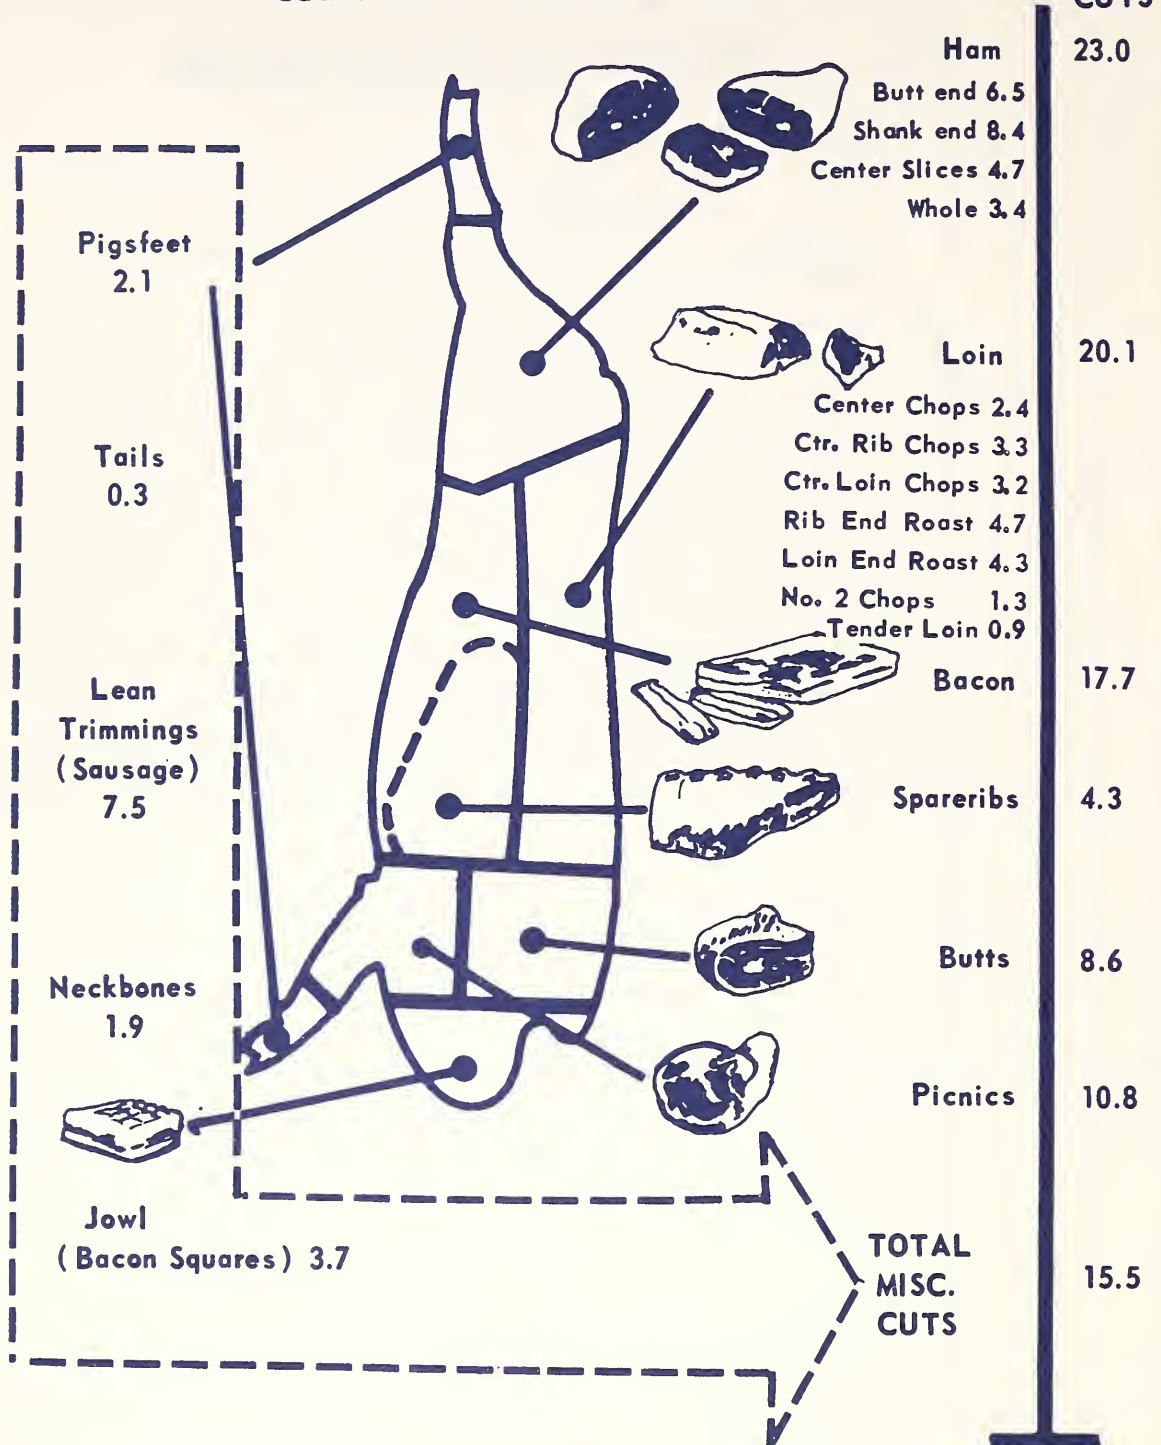 CUTS
Ham 23.0
Butt end 6.5
Shank end 8.4
Center Slices 4.7
Whole 3.4
Pigsfeet
2.1
Loin 20.1
Center Chops 2.4
Ctr. Rib Chops 3.3
Ctr. Loin Chops 3.2
Rib End Roast 4.7
Loin End Roast 4.3
No. 2 Chops 1.3
Tender Loin 0.9
Tails
0.3
Bacon 17.7
Lean
Trimmings
(Sausage)
7.5
Spareribs 4.3
Butts 8.6
Neckbones
1.9
Picnics 10.8
Jowl
(Bacon Squares) 3.7
TOTAL
MISC.
CUTS
15.5